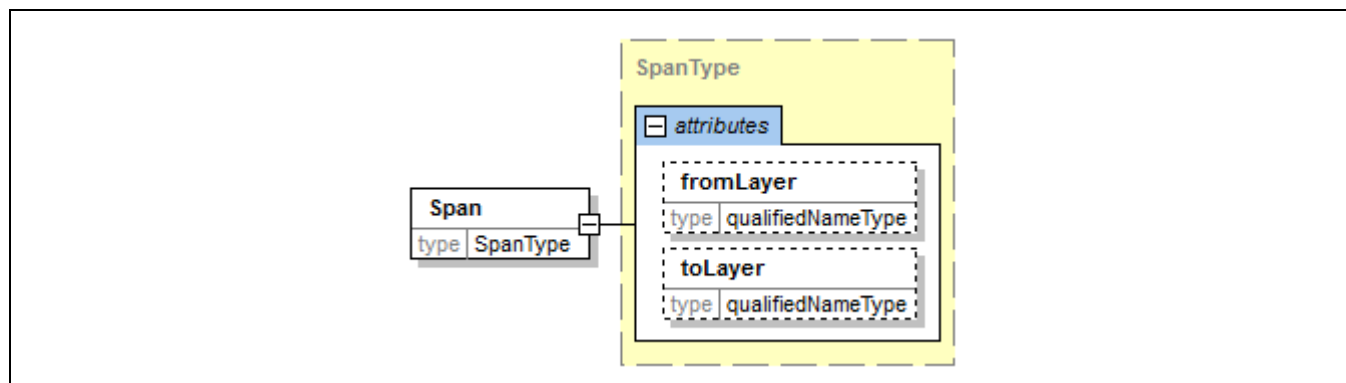 SpanType
attributes
fromLayer
type qualifiedNameType
Span
type SpanType
toLayer
type qualifiedNameType